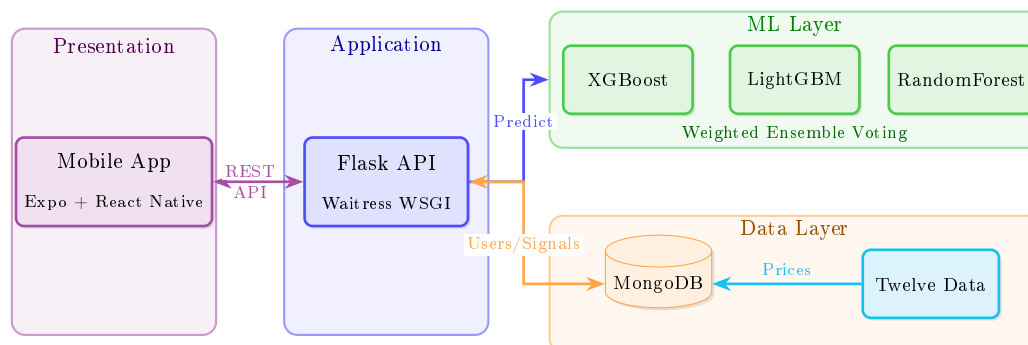 Presentation
Mobile App
Expo + React Native
REST
API
Application
Flask API
Waitress WSGI
Predict
Users/Signals
ML Layer
XGBoost
LightGBM
RandomForest
Weighted Ensemble Voting
Data Layer
MongoDB
Prices
Twelve Data